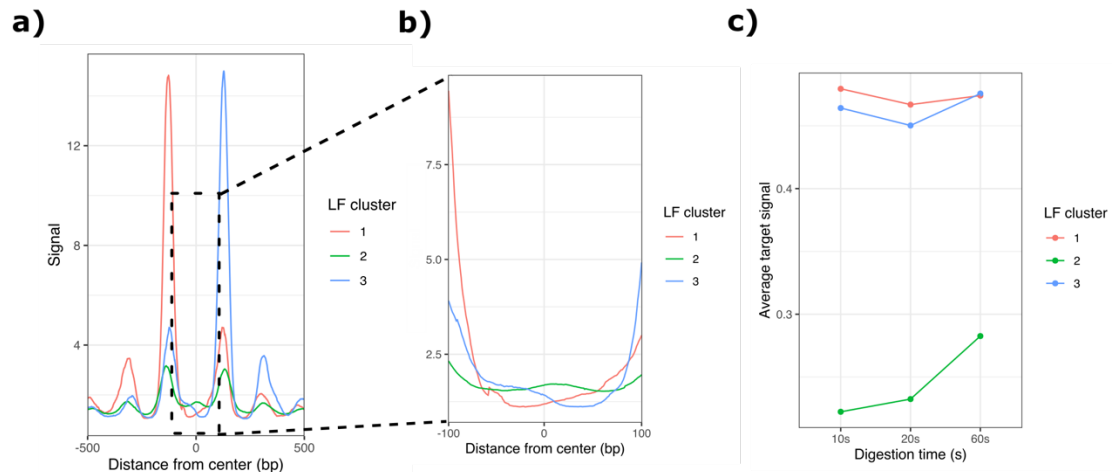 a)
Signal
12
8
4
-500
0
500
Distance from center (bp)
LF cluster
1
2
3
b)
7.5
5.0
2.5
-100
0
100
Distance from center (bp)
LF cluster
1
2
3
c)
Average target signal
0.4
0.3
10s
20s
60s
Digestion time (s)
LF cluster
1
2
3